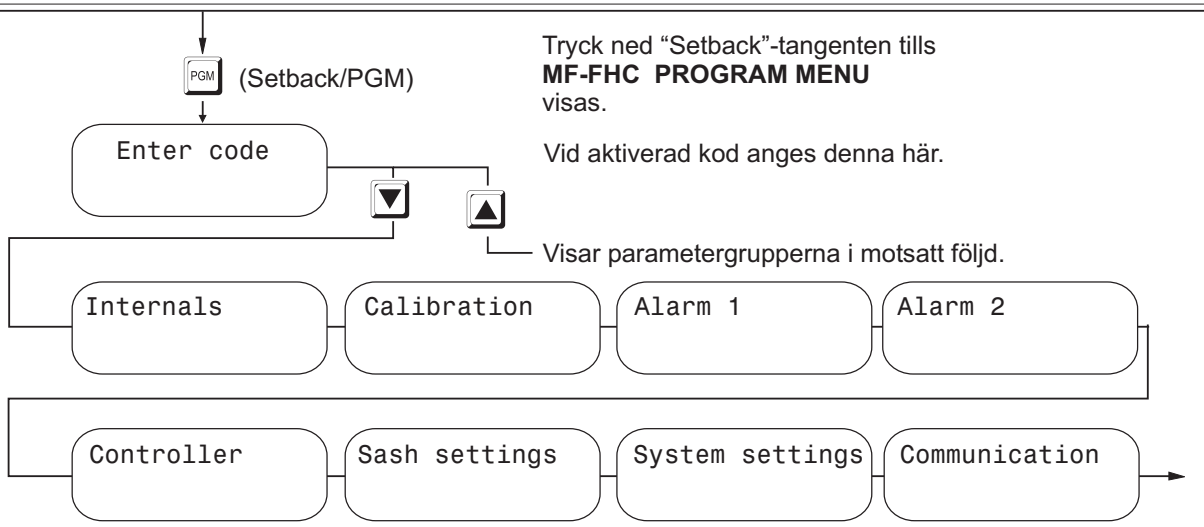 Tryck ned “Setback”-tangenten tills
MF-FHC PROGRAM MENU
visas.
PGM (Setback/PGM)
Enter code
Vid aktiverad kod anges denna här.
Visar parametergrupperna i motsatt följd.
Internals
Calibration
Alarm 1
Alarm 2
Controller
Sash settings
System settings
Communication